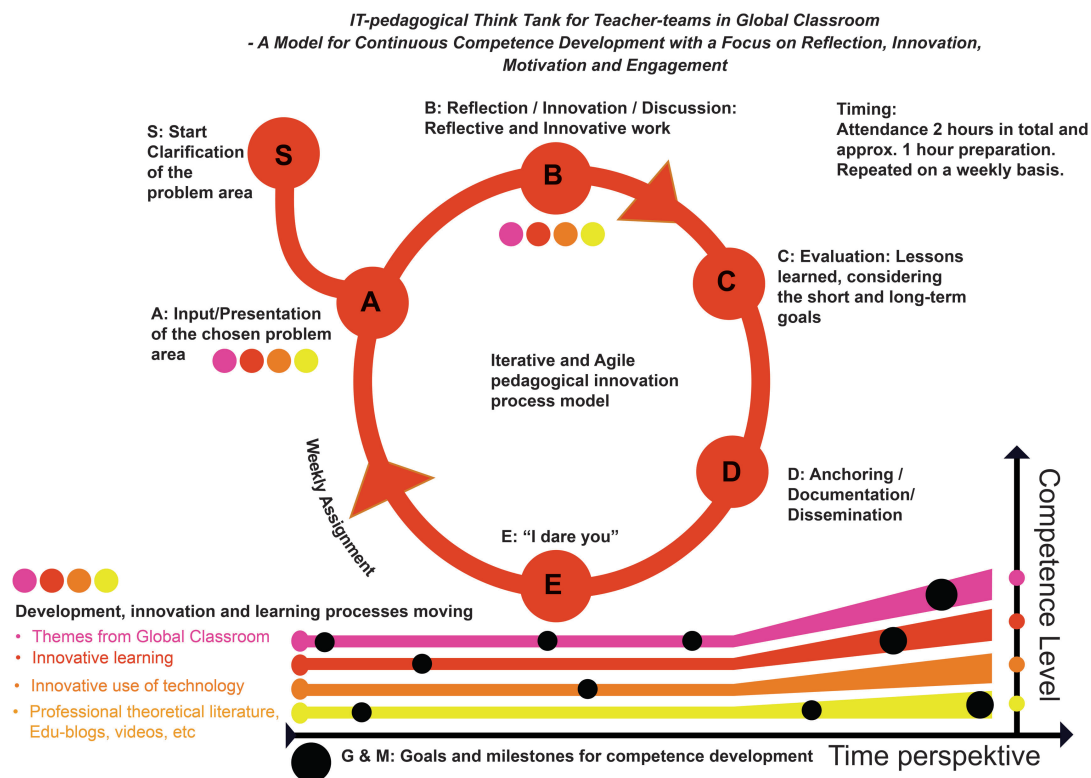 IT-pedagogical Think Tank for Teacher-teams in Global Classroom
- A Model for Continuous Competence Development with a Focus on Reflection, Innovation,
Motivation and Engagement
B: Reflection / Innovation / Discussion:
Reflective and Innovative work
Timing:
Attendance 2 hours in total and
approx. 1 hour preparation.
Repeated on a weekly basis.
S: Start
Clarification
of the
problem area
S
B
C
C: Evaluation: Lessons
learned, considering
the short and long-term
goals
A
A: Input/Presentation
of the chosen problem
area
Iterative and Agile
pedagogical innovation
process model
Weekly Assignment
D
D: Anchoring /
Documentation/
Dissemination
E: “I dare you”
E
Development, innovation and learning processes moving
• Themes from Global Classroom
• Innovative learning
• Innovative use of technology
• Professional theoretical literature,
Edu-blogs, videos, etc
Competence Level
G & M: Goals and milestones for competence development
Time perspektive